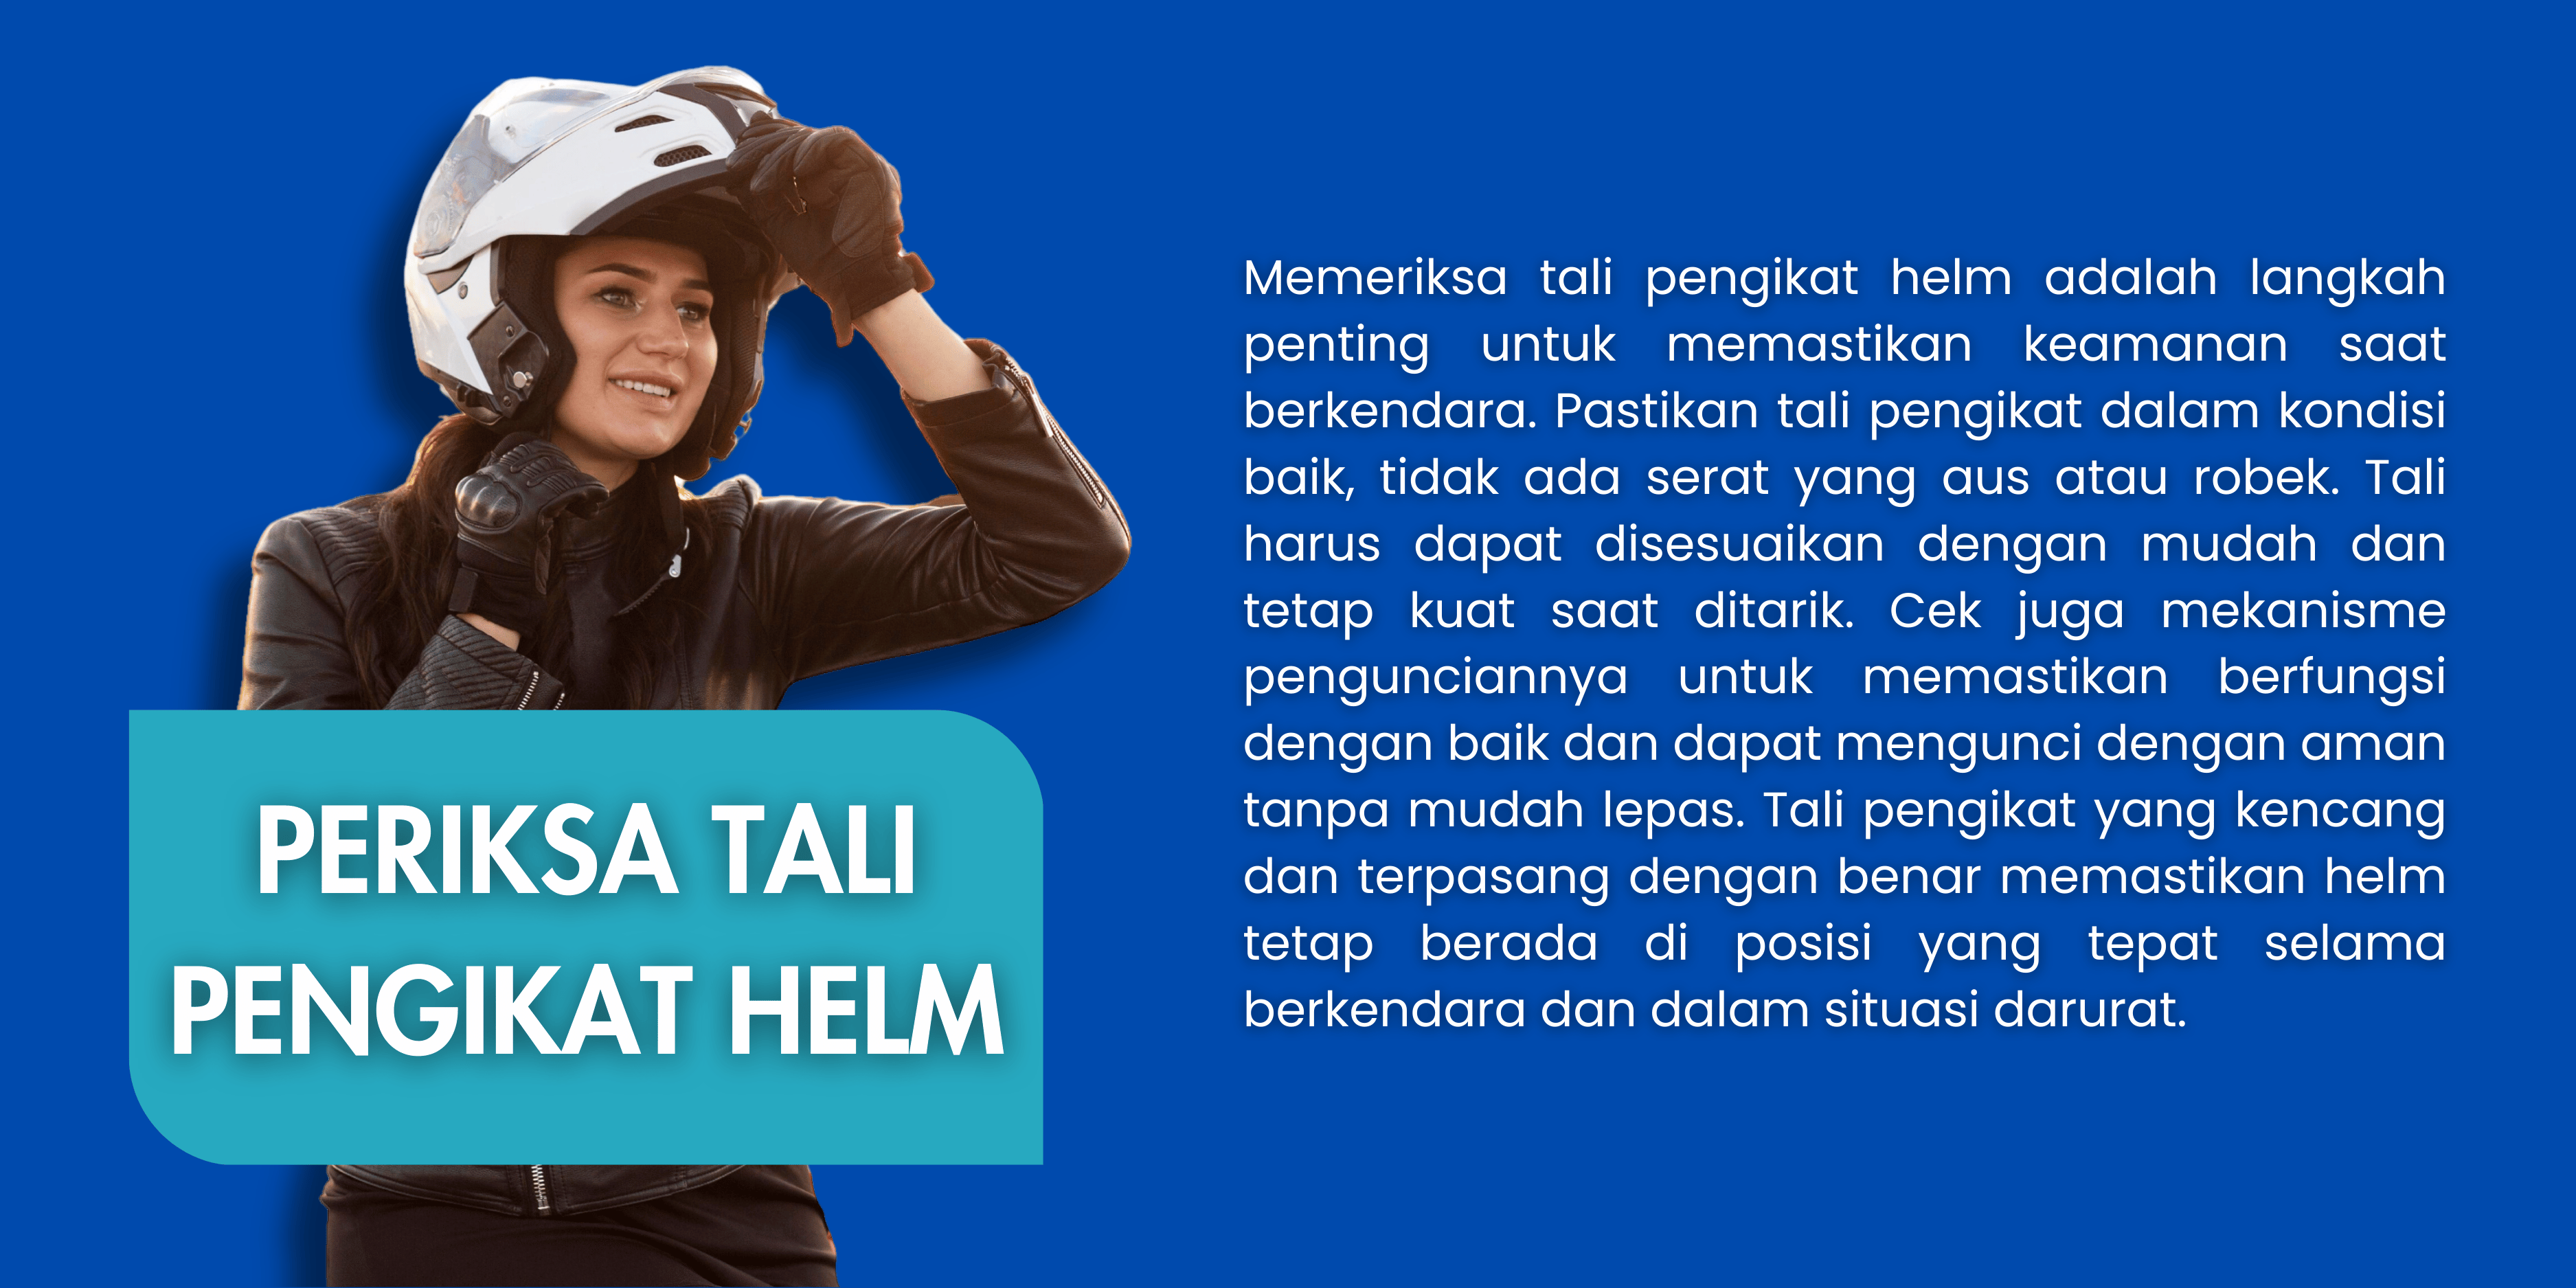 PERIKSA TALI
PENGIKAT HELM
Memeriksa tali pengikat helm adalah langkah
penting untuk memastikan keamanan saat
berkendara. Pastikan tali pengikat dalam kondisi
baik, tidak ada serat yang aus atau robek. Tali
harus dapat disesuaikan dengan mudah dan
tetap kuat saat ditarik. Cek juga mekanisme
pengunciannya untuk memastikan berfungsi
dengan baik dan dapat mengunci dengan aman
tanpa mudah lepas. Tali pengikat yang kencang
dan terpasang dengan benar memastikan helm
tetap berada di posisi yang tepat selama
berkendara dan dalam situasi darurat.